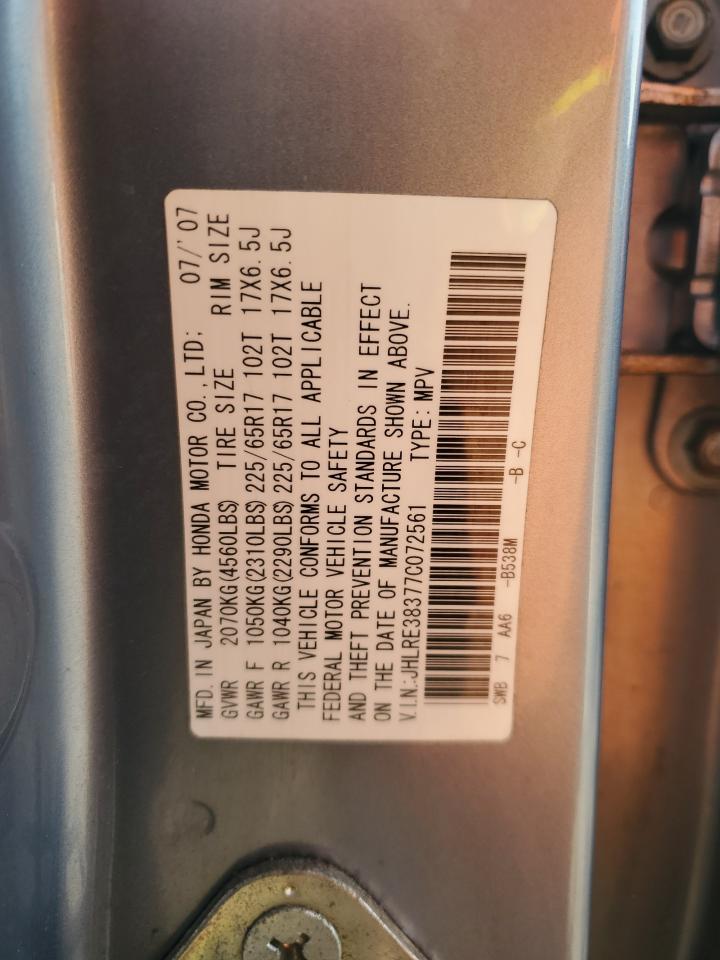 MFD. IN JAPAN BY HONDA MOTOR CO., LTD; 07/'07
GVWR 2070KG(4560LBS) TIRE SIZE RIM SIZE
GAWR F 1050KG(2310LBS) 225/65R17 102T 17X6.5J
GAWR R 1040KG(2290LBS) 225/65R17 102T 17X6.5J
THIS VEHICLE CONFORMS TO ALL APPLICABLE
FEDERAL MOTOR VEHICLE SAFETY
AND THEFT PREVENTION STANDARDS IN EFFECT
ON THE DATE OF MANUFACTURE SHOWN ABOVE.
V.I.N.:JHLRE38377C072561 TYPE: MPV
SWB 7 AA6 -B538M -B -C